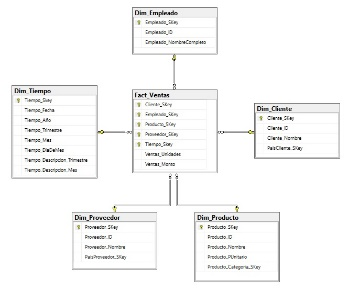 Dim_Empleado
Empleado_SKey
Empleado_ID
Empleado_NombreCompleto
Dim_Tiempo
Tiempo_Skey
Tiempo_Fecha
Tiempo_Año
Tiempo_Trimestre
Tiempo_Mes
Tiempo_DiaDeMes
Tiempo_Descripcion_Trimestre
Tiempo_Descripcion_Mes
Fact_Ventas
Cliente_SKey
Empleado_SKey
Producto_SKey
Proveedor_SKey
Tiempo_SKey
Ventas_Unidades
Ventas_Monto
Dim_Cliente
Cliente_SKey
Cliente_ID
Cliente_Nombre
PaisCliente_SKey
Dim_Proveedor
Proveedor_SKey
Proveedor_ID
Proveedor_Nombre
PaisProveedor_SKey
Dim_Producto
Producto_SKey
Producto_ID
Producto_Nombre
Producto_PUnitario
Producto_Categoria_SKey